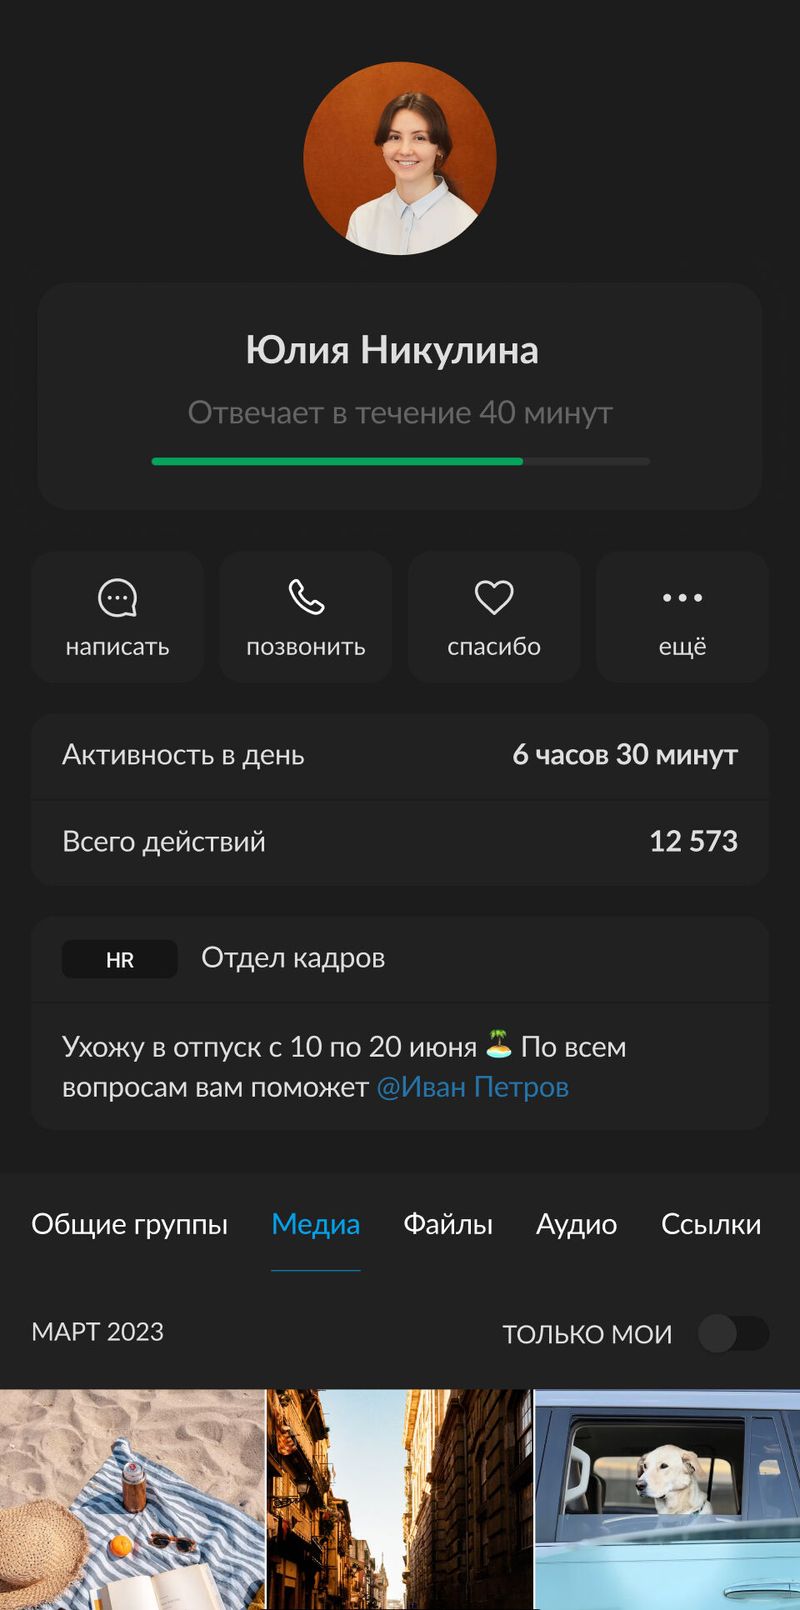 Юлия Никулина
Отвечает в течение 40 минут
написать
позвонить
спасибо
ещё
Активность в день 6 часов 30 минут
Всего действий 12 573
HR Отдел кадров
Ухожу в отпуск с 10 по 20 июня 🏝️ По всем
вопросам вам поможет @Иван Петров
Общие группы Медиа Файлы Аудио Ссылки
МАРТ 2023 ТОЛЬКО МОИ